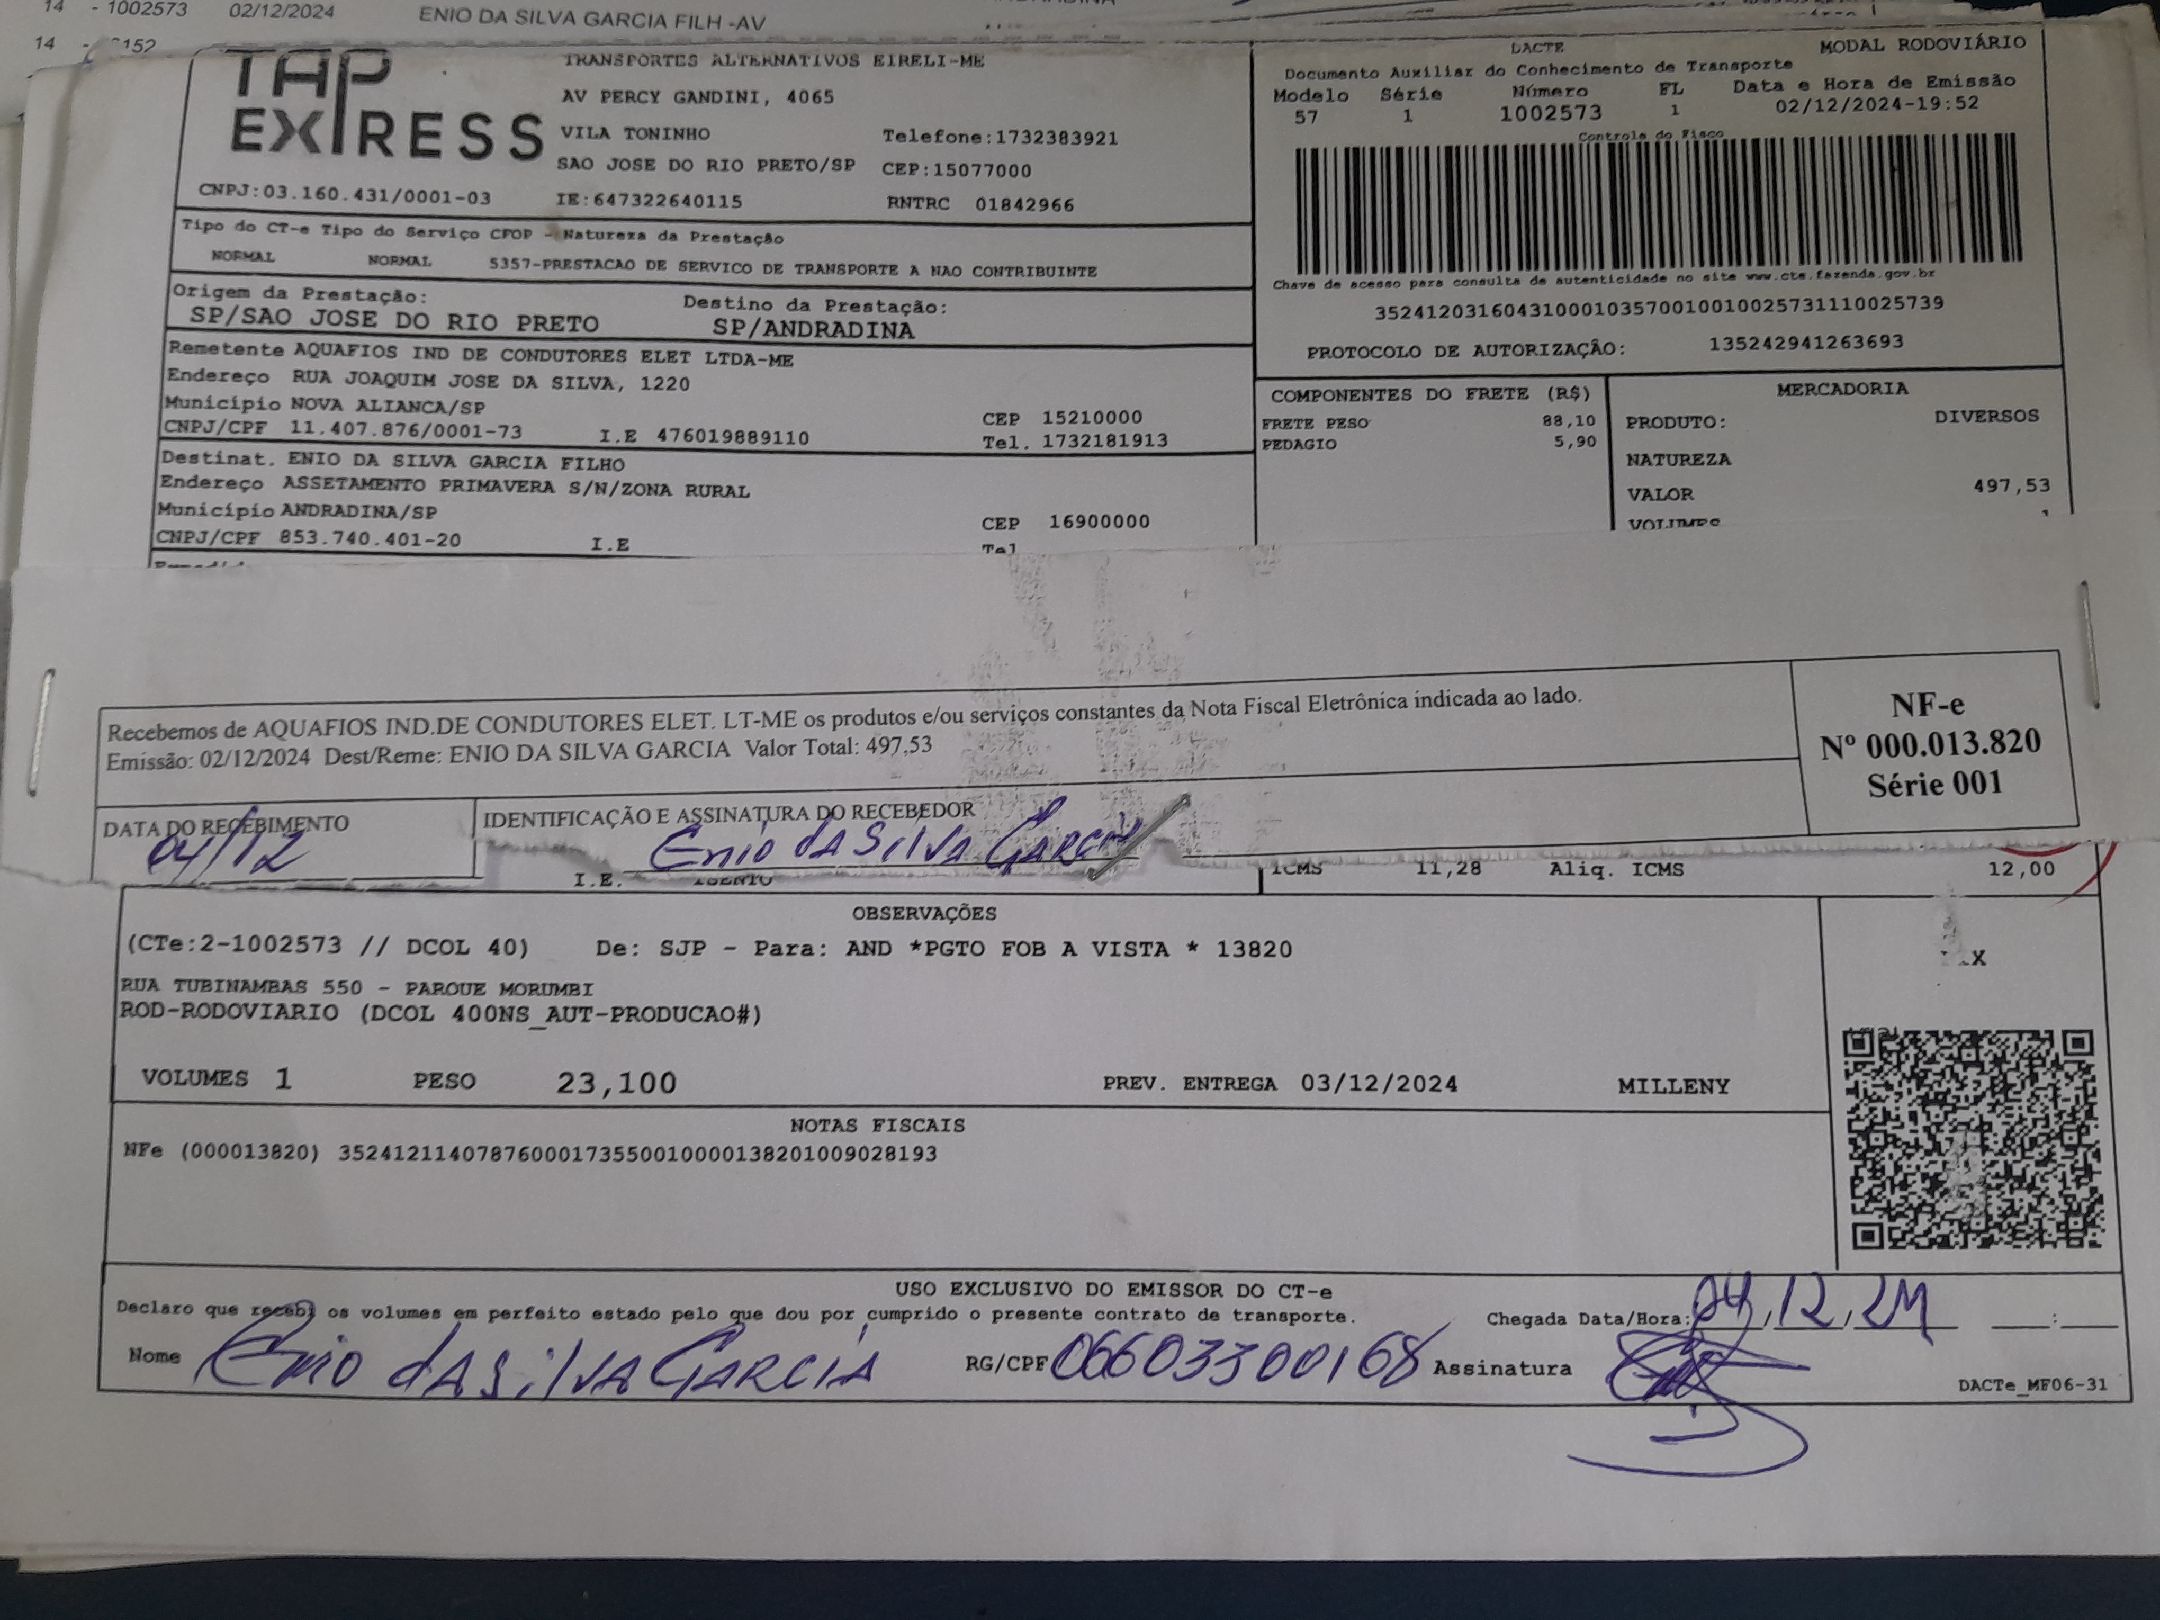 14 - 1002573 02/12/2024 ENIO DA SILVA GARCIA FILH -AV
14
TAP EXPRESS
TRANSPORTES ALTERNATIVOS EIRELI-ME
AV PERCY GANDINI, 4065
VILA TONINHO Telefone:1732383921
SAO JOSE DO RIO PRETO/SP CEP:15077000
CNPJ:03.160.431/0001-03 IE:647322640115 RNTRC 01842966
Tipo do CT-e Tipo do Serviço CFOP - Natureza da Prestação
NORMAL NORMAL 5357-PRESTACAO DE SERVICO DE TRANSPORTE A NAO CONTRIBUINTE
Origem da Prestação: Destino da Prestação:
SP/SAO JOSE DO RIO PRETO SP/ANDRADINA
Remetente AQUAFIOS IND DE CONDUTORES ELET LTDA-ME
Endereço RUA JOAQUIM JOSE DA SILVA, 1220
Município NOVA ALIANCA/SP CEP 15210000
CNPJ/CPF 11.407.876/0001-73 I.E 476019889110 Tel. 1732181913
Destinat. ENIO DA SILVA GARCIA FILHO
Endereço ASSETAMENTO PRIMAVERA S/N/ZONA RURAL
Município ANDRADINA/SP CEP 16900000
CNPJ/CPF 853.740.401-20 I.E Tel
DACTE MODAL RODOVIÁRIO
Documento Auxiliar do Conhecimento de Transporte
Modelo Série Número FL Data e Hora de Emissão
57 1 1002573 1 02/12/2024-19:52
Controle do Fisco
Chave de acesso para consulta de autenticidade no site www.cte.fazenda.gov.br
35241203160431000103570010010025731110025739
PROTOCOLO DE AUTORIZAÇÃO: 135242941263693
COMPONENTES DO FRETE (R$)
FRETE PESO 88,10
PEDAGIO 5,90
MERCADORIA
PRODUTO: DIVERSOS
NATUREZA
VALOR 497,53
VOLUMES 1
Recebemos de AQUAFIOS IND.DE CONDUTORES ELET. LT-ME os produtos e/ou serviços constantes da Nota Fiscal Eletrônica indicada ao lado.
Emissão: 02/12/2024 Dest/Reme: ENIO DA SILVA GARCIA Valor Total: 497,53
NF-e
Nº 000.013.820
Série 001
DATA DO RECEBIMENTO IDENTIFICAÇÃO E ASSINATURA DO RECEBEDOR
04/12 Enio da Silva Garcia
I.E. ISENTO ICMS 11,28 Aliq. ICMS 12,00
OBSERVAÇÕES
(CTe:2-1002573 // DCOL 40) De: SJP - Para: AND *PGTO FOB A VISTA * 13820
RUA TUBINAMBAS 550 - PARQUE MORUMBI
ROD-RODOVIARIO (DCOL 400NS_AUT-PRODUCAO#)
VOLUMES 1 PESO 23,100 PREV. ENTREGA 03/12/2024 MILLENY
NOTAS FISCAIS
NFe (000013820) 35241211407876000173550010000138201009028193
USO EXCLUSIVO DO EMISSOR DO CT-e
Declaro que recebi os volumes em perfeito estado pelo que dou por cumprido o presente contrato de transporte. Chegada Data/Hora: 04,12,24 :
Nome Enio da Silva Garcia RG/CPF 06603300168 Assinatura
DACTe_MF06-31